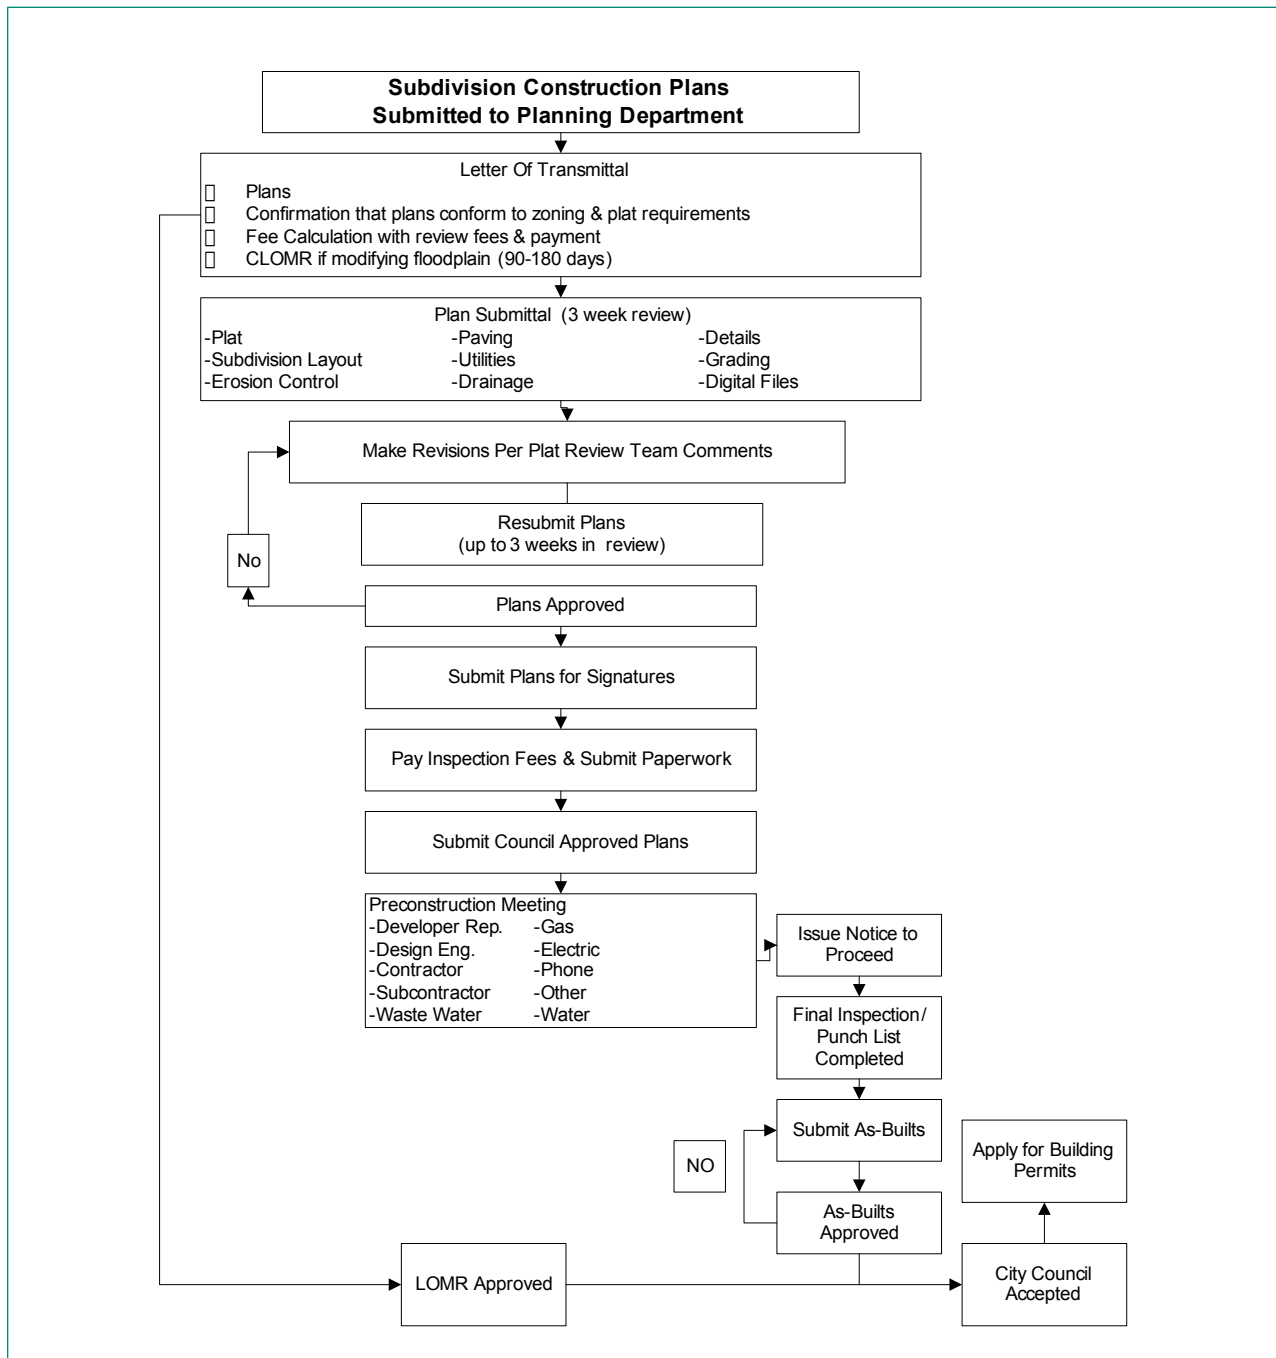 Subdivision Construction Plans
Submitted to Planning Department
Letter Of Transmittal
Plans
Confirmation that plans conform to zoning & plat requirements
Fee Calculation with review fees & payment
CLOMR if modifying floodplain (90-180 days)
Plan Submittal (3 week review)
-Plat -Paving -Details
-Subdivision Layout -Utilities -Grading
-Erosion Control -Drainage -Digital Files
Make Revisions Per Plat Review Team Comments
Resubmit Plans
(up to 3 weeks in review)
No
Plans Approved
Submit Plans for Signatures
Pay Inspection Fees & Submit Paperwork
Submit Council Approved Plans
Preconstruction Meeting
-Developer Rep. -Gas
-Design Eng. -Electric
-Contractor -Phone
-Subcontractor -Other
-Waste Water -Water
Issue Notice to
Proceed
Final Inspection/
Punch List
Completed
Submit As-Builts
NO
As-Builts
Approved
LOMR Approved
City Council
Accepted
Apply for Building
Permits